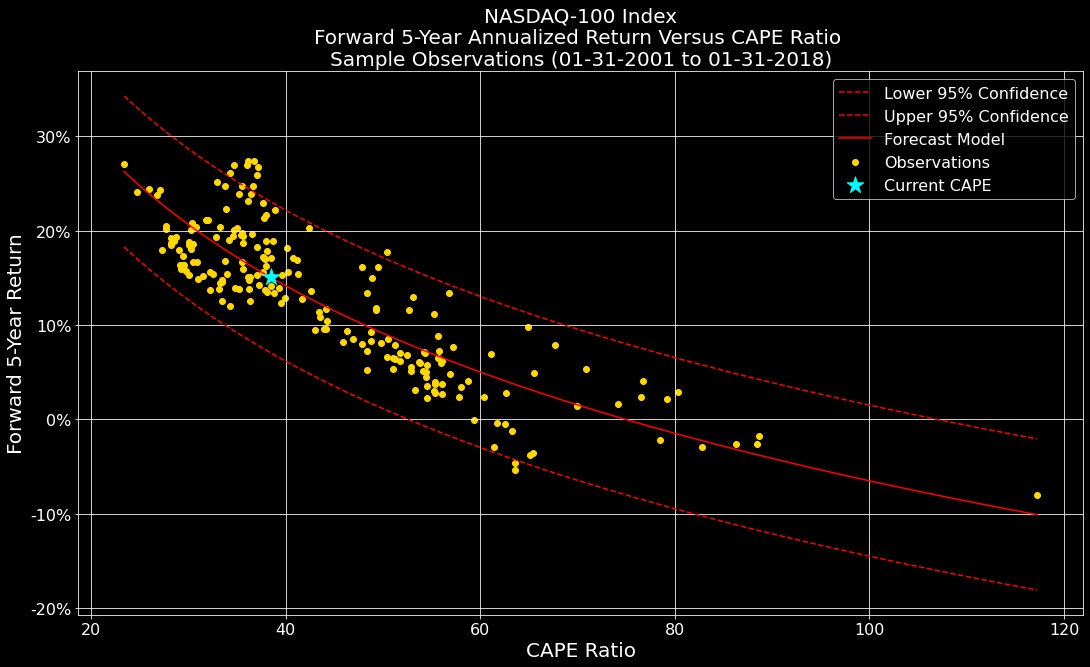 NASDAQ-100 Index
Forward 5-Year Annualized Return Versus CAPE Ratio
Sample Observations (01-31-2001 to 01-31-2018)
Lower 95% Confidence
Upper 95% Confidence
Forecast Model
Observations
Current CAPE
Forward 5-Year Return
30%
20%
10%
0%
-10%
-20%
20 40 60 80 100 120
CAPE Ratio